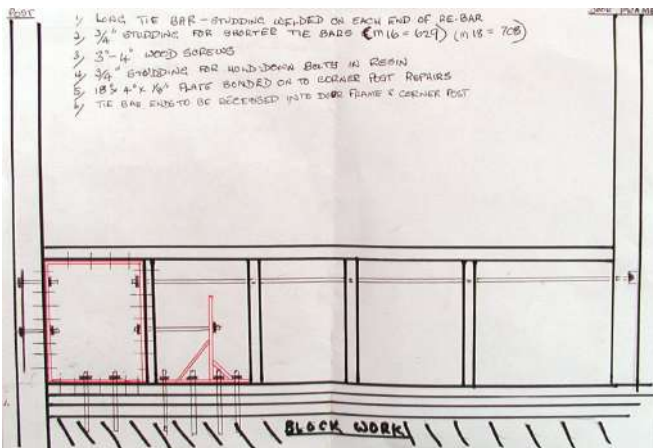 POST
DOOR FRAME
1, LONG TIE BAR - STUDDING WELDED ON EACH END OF RE-BAR
2, 3/4" STUDDING FOR SHORTER TIE BARS (M16 = 629) (M18 = 708)
3, 3"-4" WOOD SCREWS
4, 3/4" STUDDING FOR HOLD DOWN BOLTS IN RESIN
5, 18" x 4" x 1/8" PLATE BONDED ON TO CORNER POST REPAIRS
6, TIE BAR ENDS TO BE RECESSED INTO DOOR FRAME & CORNER POST
BLOCK WORK